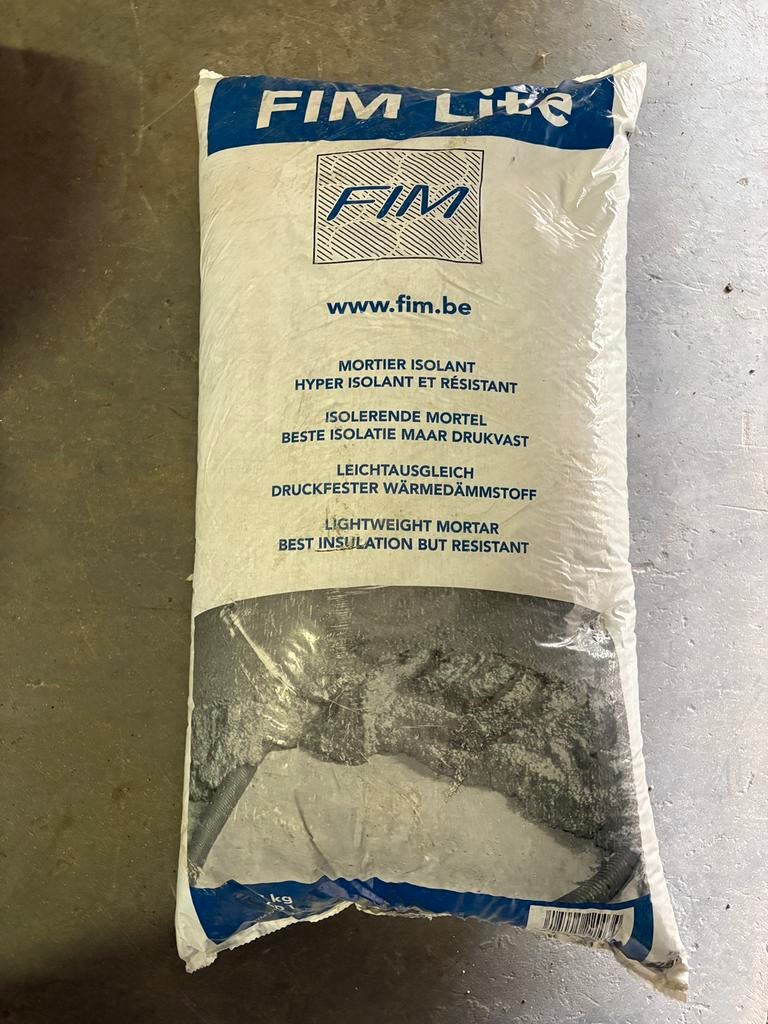 FIM Lite
FIM
www.fim.be
MORTIER ISOLANT
HYPER ISOLANT ET RÉSISTANT
ISOLERENDE MORTEL
BESTE ISOLATIE MAAR DRUKVAST
LEICHTAUSGLEICH
DRUCKFESTER WÄRMEDÄMMSTOFF
LIGHTWEIGHT MORTAR
BEST INSULATION BUT RESISTANT
kg